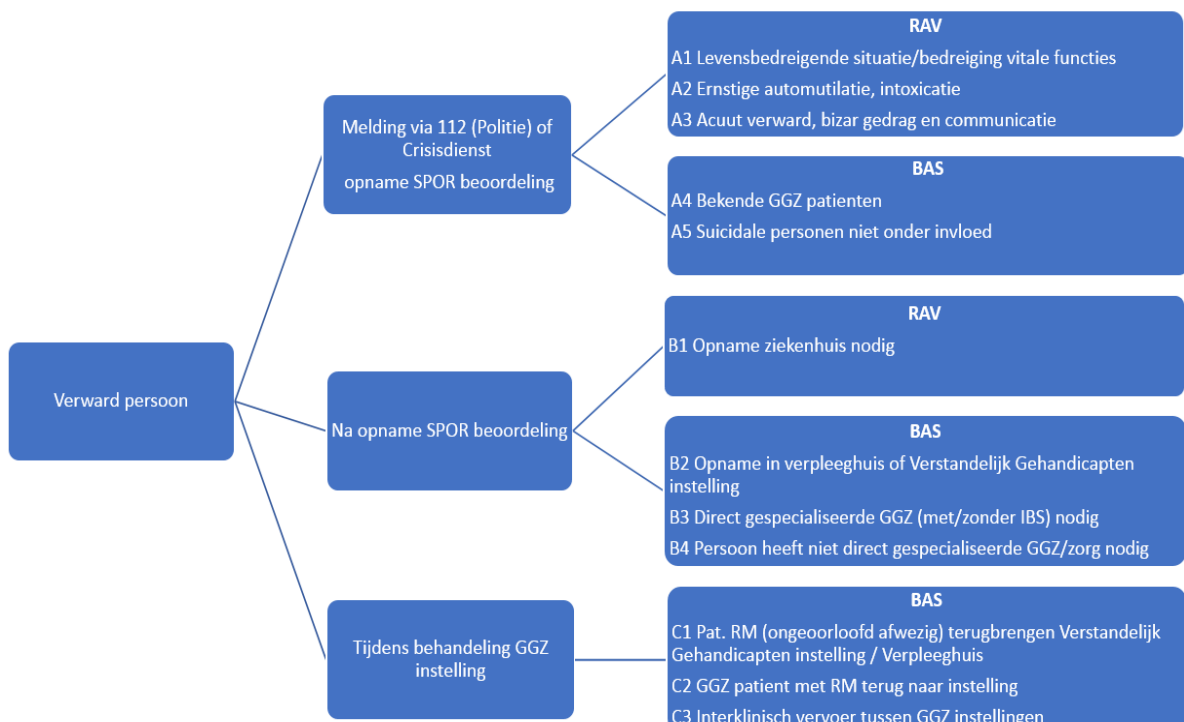 Verward persoon
Melding via 112 (Politie) of
Crisisdienst
opname SPOR beoordeling
RAV
A1 Levensbedreigende situatie/bedreiging vitale functies
A2 Ernstige automutilatie, intoxicatie
A3 Acuut verward, bizar gedrag en communicatie
BAS
A4 Bekende GGZ patienten
A5 Suicidale personen niet onder invloed
Na opname SPOR beoordeling
RAV
B1 Opname ziekenhuis nodig
BAS
B2 Opname in verpleeghuis of Verstandelijk Gehandicapten
instelling
B3 Direct gespecialiseerde GGZ (met/zonder IBS) nodig
B4 Persoon heeft niet direct gespecialiseerde GGZ/zorg nodig
Tijdens behandeling GGZ
instelling
BAS
C1 Pat. RM (ongeoorloofd afwezig) terugbrengen Verstandelijk
Gehandicapten instelling / Verpleeghuis
C2 GGZ patient met RM terug naar instelling
C3 Interklinisch vervoer tussen GGZ instellingen